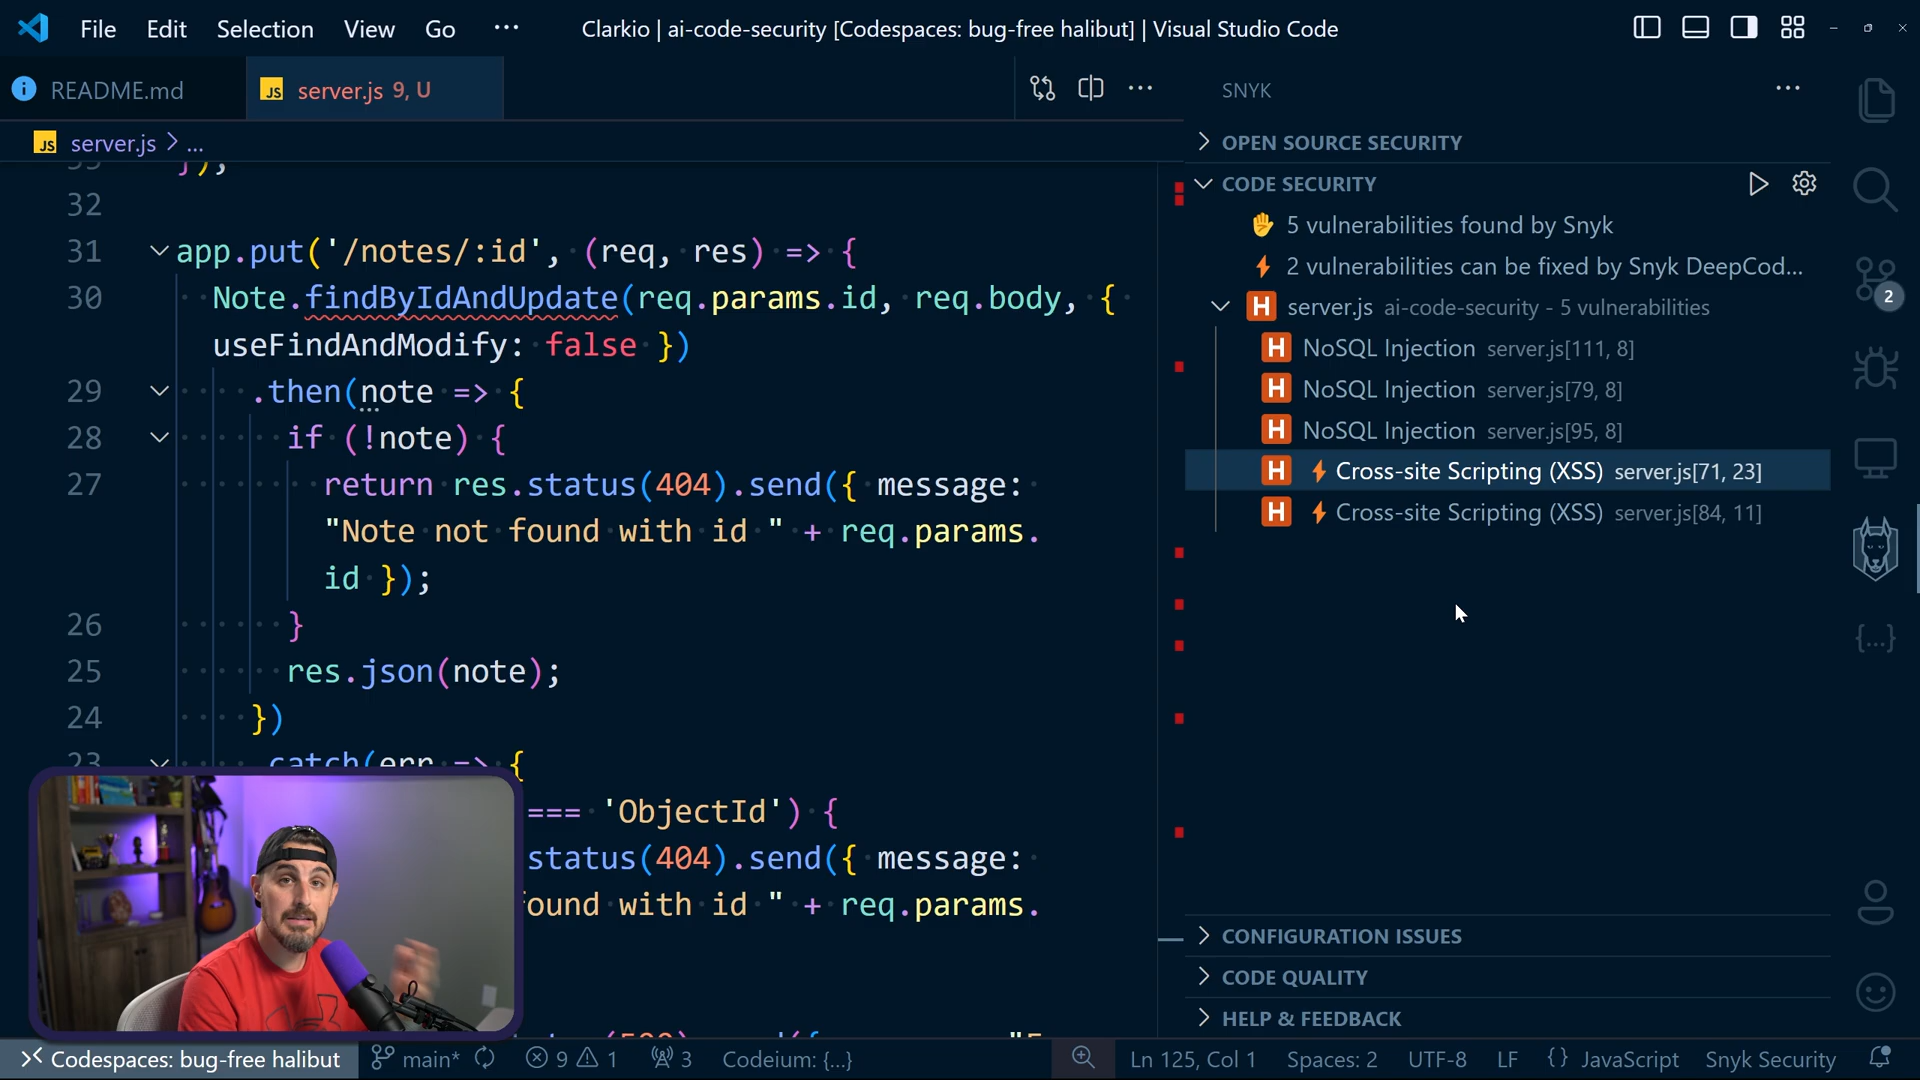 File Edit Selection View Go ...
Clarkio | ai-code-security [Codespaces: bug-free halibut] | Visual Studio Code
README.md
JS server.js 9, U
JS server.js > ...
});
32
31 app.put('/notes/:id', (req, res) => {
30 Note.findByIdAndUpdate(req.params.id, req.body, {
useFindAndModify: false })
29 .then(note => {
28 if (!note) {
27 return res.status(404).send({ message:
"Note not found with id " + req.params.
id });
26 }
25 res.json(note);
24 })
23 catch(err => {
=== 'ObjectId') {
status(404).send({ message:
found with id " + req.params.
SNYK
OPEN SOURCE SECURITY
CODE SECURITY
5 vulnerabilities found by Snyk
2 vulnerabilities can be fixed by Snyk DeepCod...
H server.js ai-code-security - 5 vulnerabilities
H NoSQL Injection server.js[111, 8]
H NoSQL Injection server.js[79, 8]
H NoSQL Injection server.js[95, 8]
H Cross-site Scripting (XSS) server.js[71, 23]
H Cross-site Scripting (XSS) server.js[84, 11]
CONFIGURATION ISSUES
CODE QUALITY
HELP & FEEDBACK
2
Codespaces: bug-free halibut main* 9 1 3 Codeium: {...} Ln 125, Col 1 Spaces: 2 UTF-8 LF {} JavaScript Snyk Security